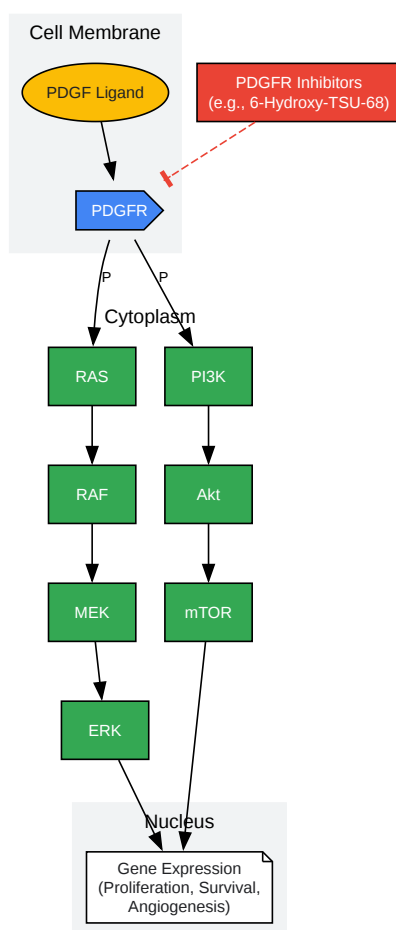 Cell Membrane
PDGF Ligand
PDGFR Inhibitors
(e.g., 6-Hydroxy-TSU-68)
PDGFR
P
P
Cytoplasm
RAS
PI3K
RAF
Akt
MEK
mTOR
ERK
Nucleus
Gene Expression
(Proliferation, Survival,
Angiogenesis)